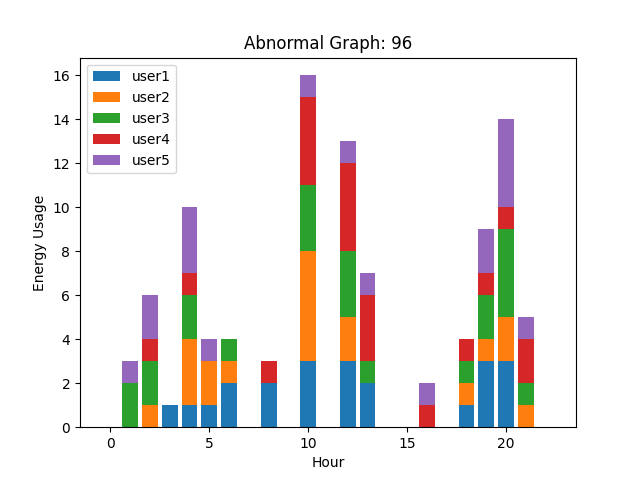 Abnormal Graph: 96
16
14
12
10
8
6
4
2
0
Energy Usage
user1
user2
user3
user4
user5
0 5 10 15 20
Hour